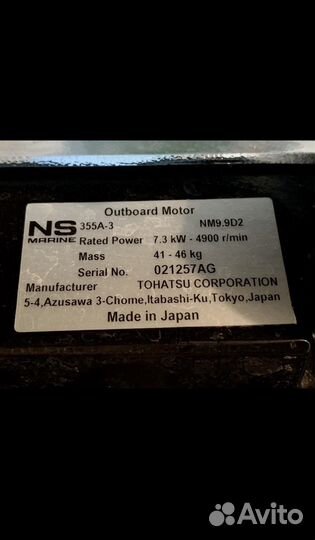 Outboard Motor
NS MARINE
355A-3 NM9.9D2
Rated Power 7.3 kW - 4900 r/min
Mass 41 - 46 kg
Serial No. 021257AG
Manufacturer TOHATSU CORPORATION
5-4,Azusawa 3-Chome,Itabashi-Ku,Tokyo,Japan
Made in Japan
Avito